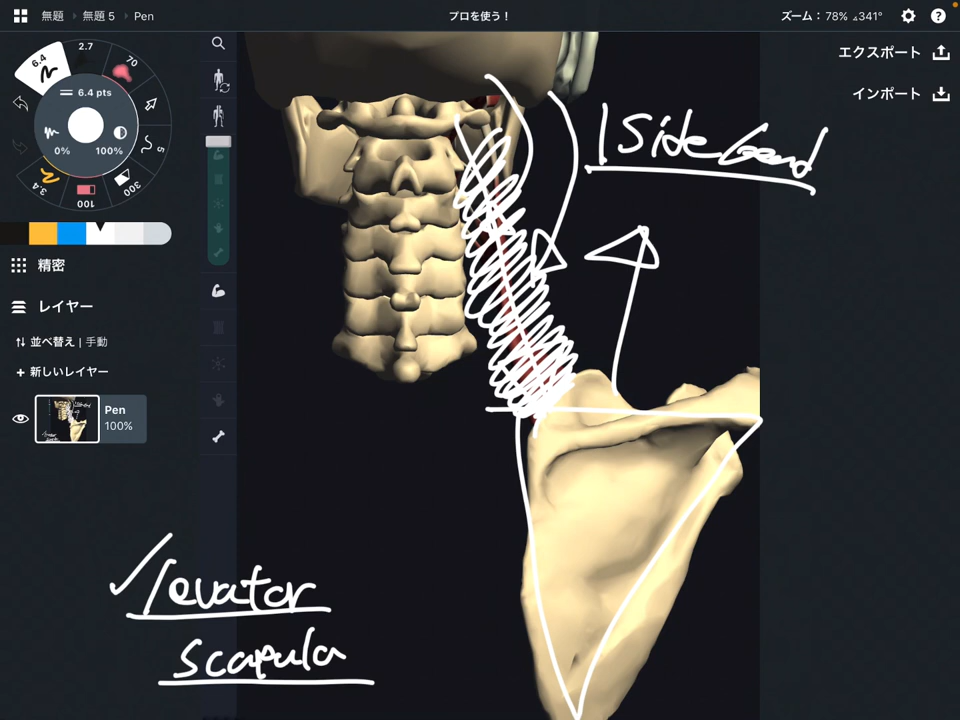 無題 › 無題 5 › Pen
プロを使う！
ズーム： 78% ⊿341°
エクスポート
インポート
2.7
6.4
70
6.4 pts
0% 100%
5
300
100
3.4
精密
レイヤー
並べ替え | 手動
+ 新しいレイヤー
Pen
100%
Side bend
levator
scapula